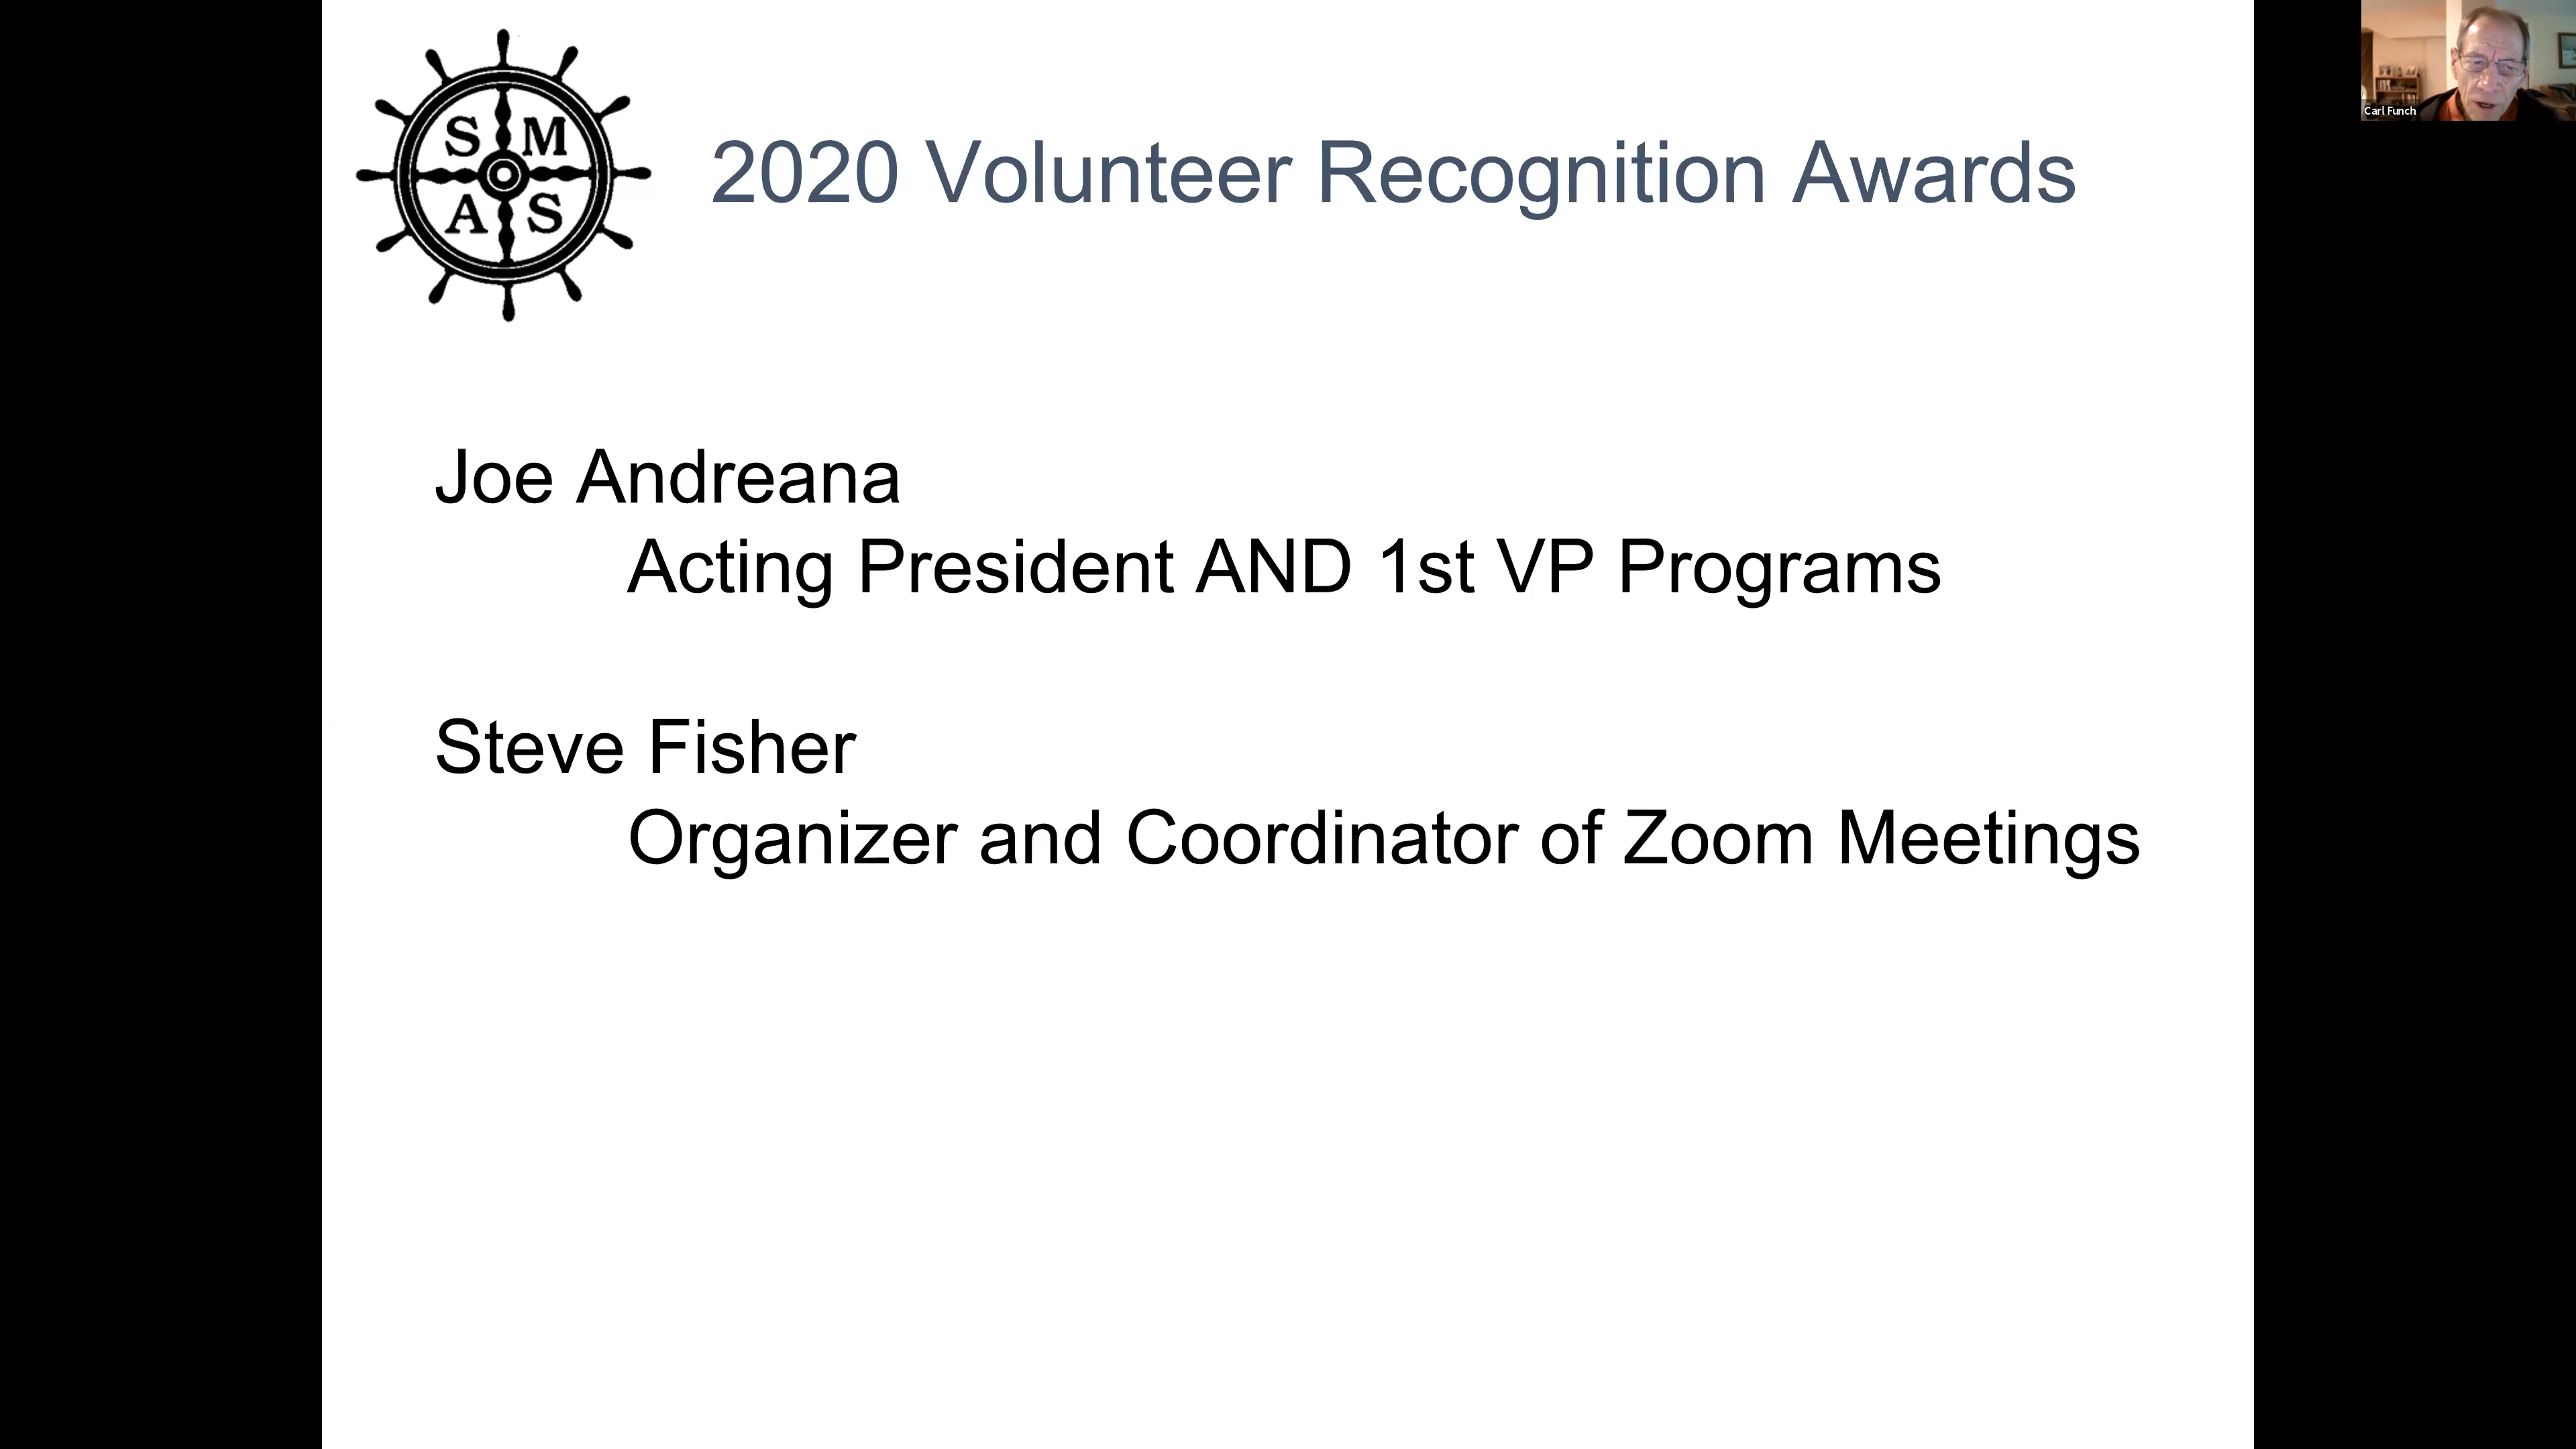 S M
A S
2020 Volunteer Recognition Awards
Carl Funch
Joe Andreana
Acting President AND 1st VP Programs
Steve Fisher
Organizer and Coordinator of Zoom Meetings